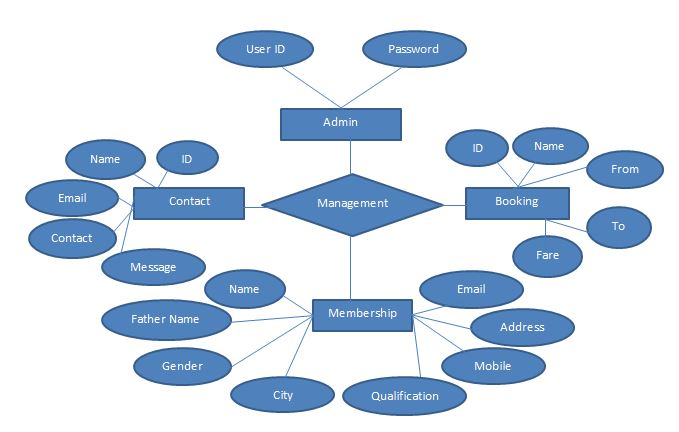 User ID
Password
Admin
Name
ID
ID
Name
From
Email
Contact
Management
Booking
Contact
To
Message
Fare
Name
Email
Father Name
Membership
Address
Gender
Mobile
City
Qualification